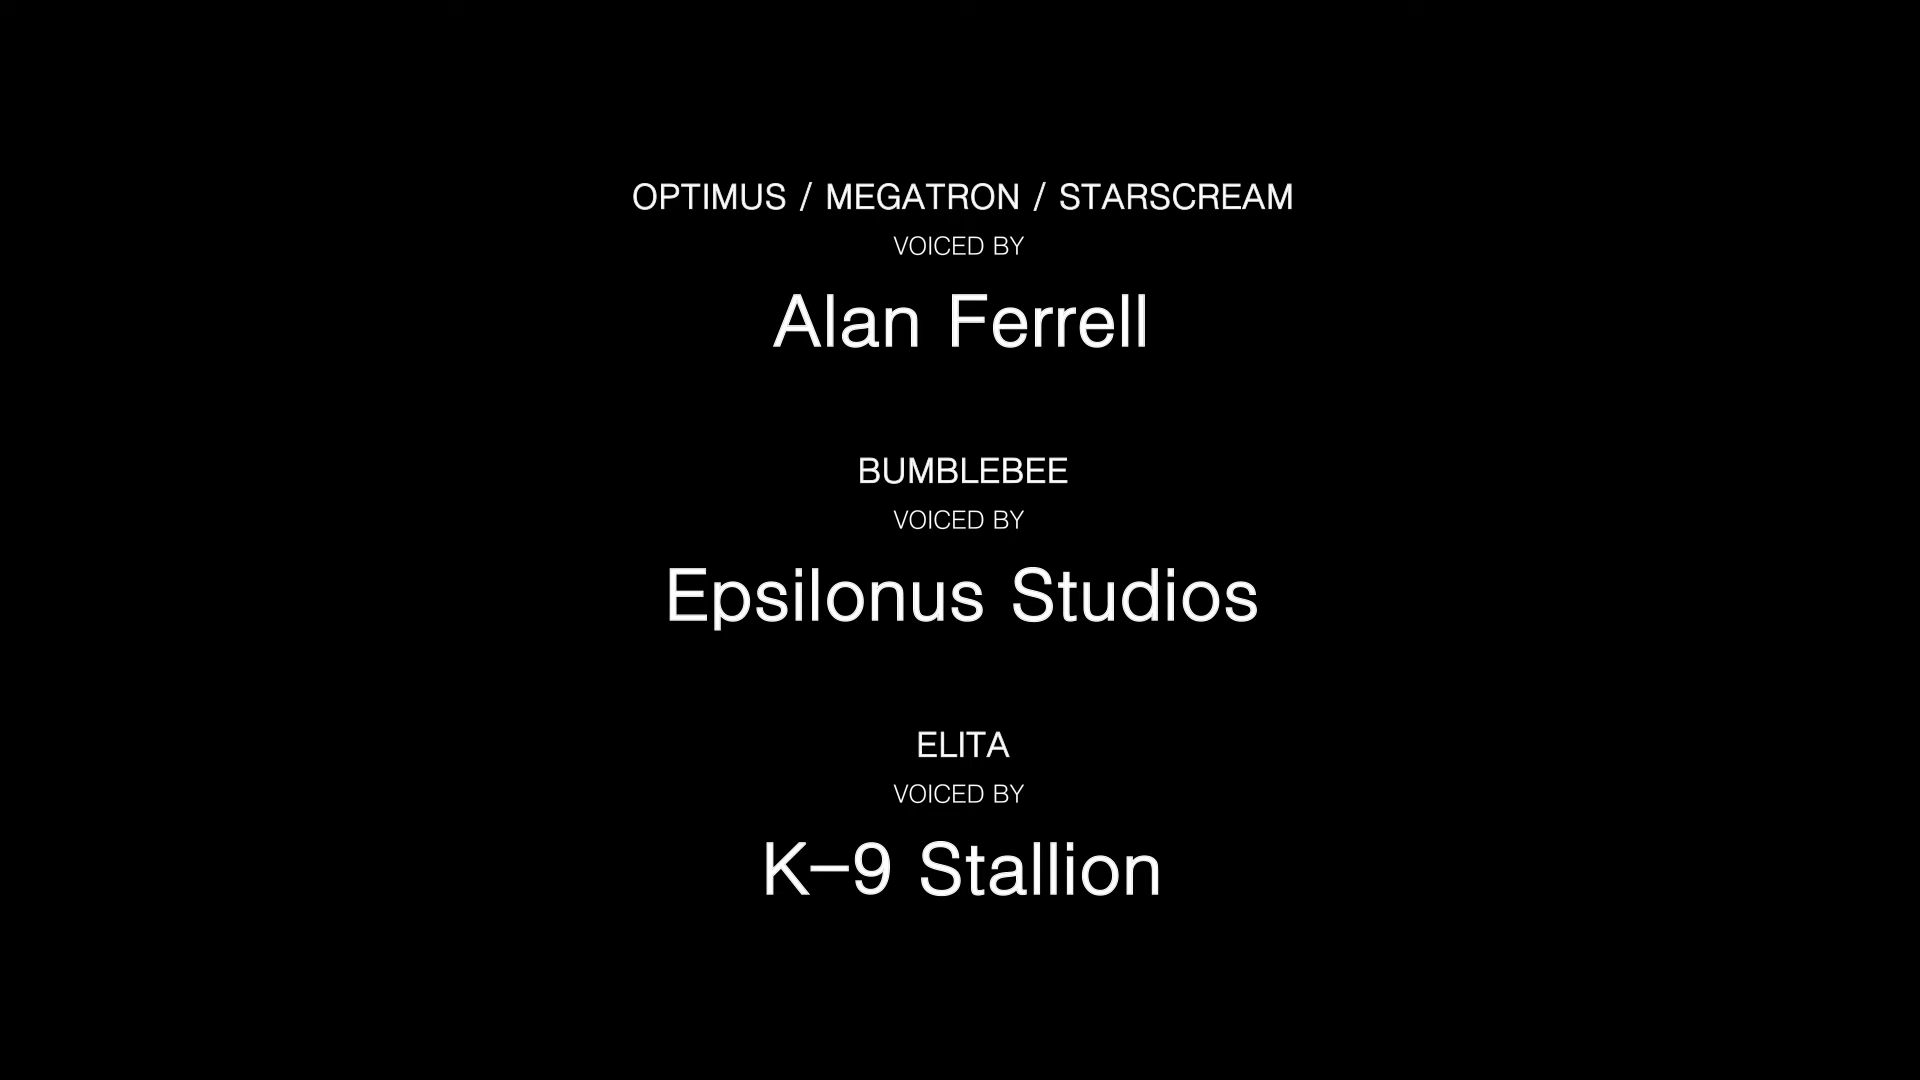 OPTIMUS / MEGATRON / STARSCREAM
VOICED BY
Alan Ferrell
BUMBLEBEE
VOICED BY
Epsilonus Studios
ELITA
VOICED BY
K-9 Stallion